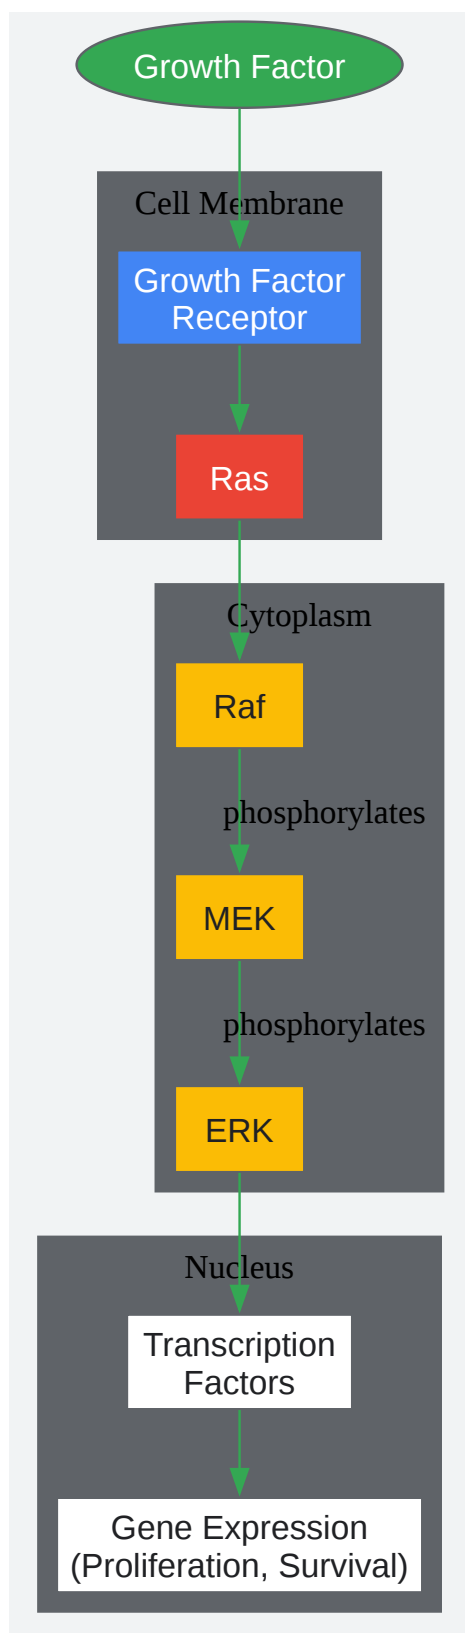 Growth Factor
Cell Membrane
Growth Factor
Receptor
Ras
Cytoplasm
Raf
phosphorylates
MEK
phosphorylates
ERK
Nucleus
Transcription
Factors
Gene Expression
(Proliferation, Survival)